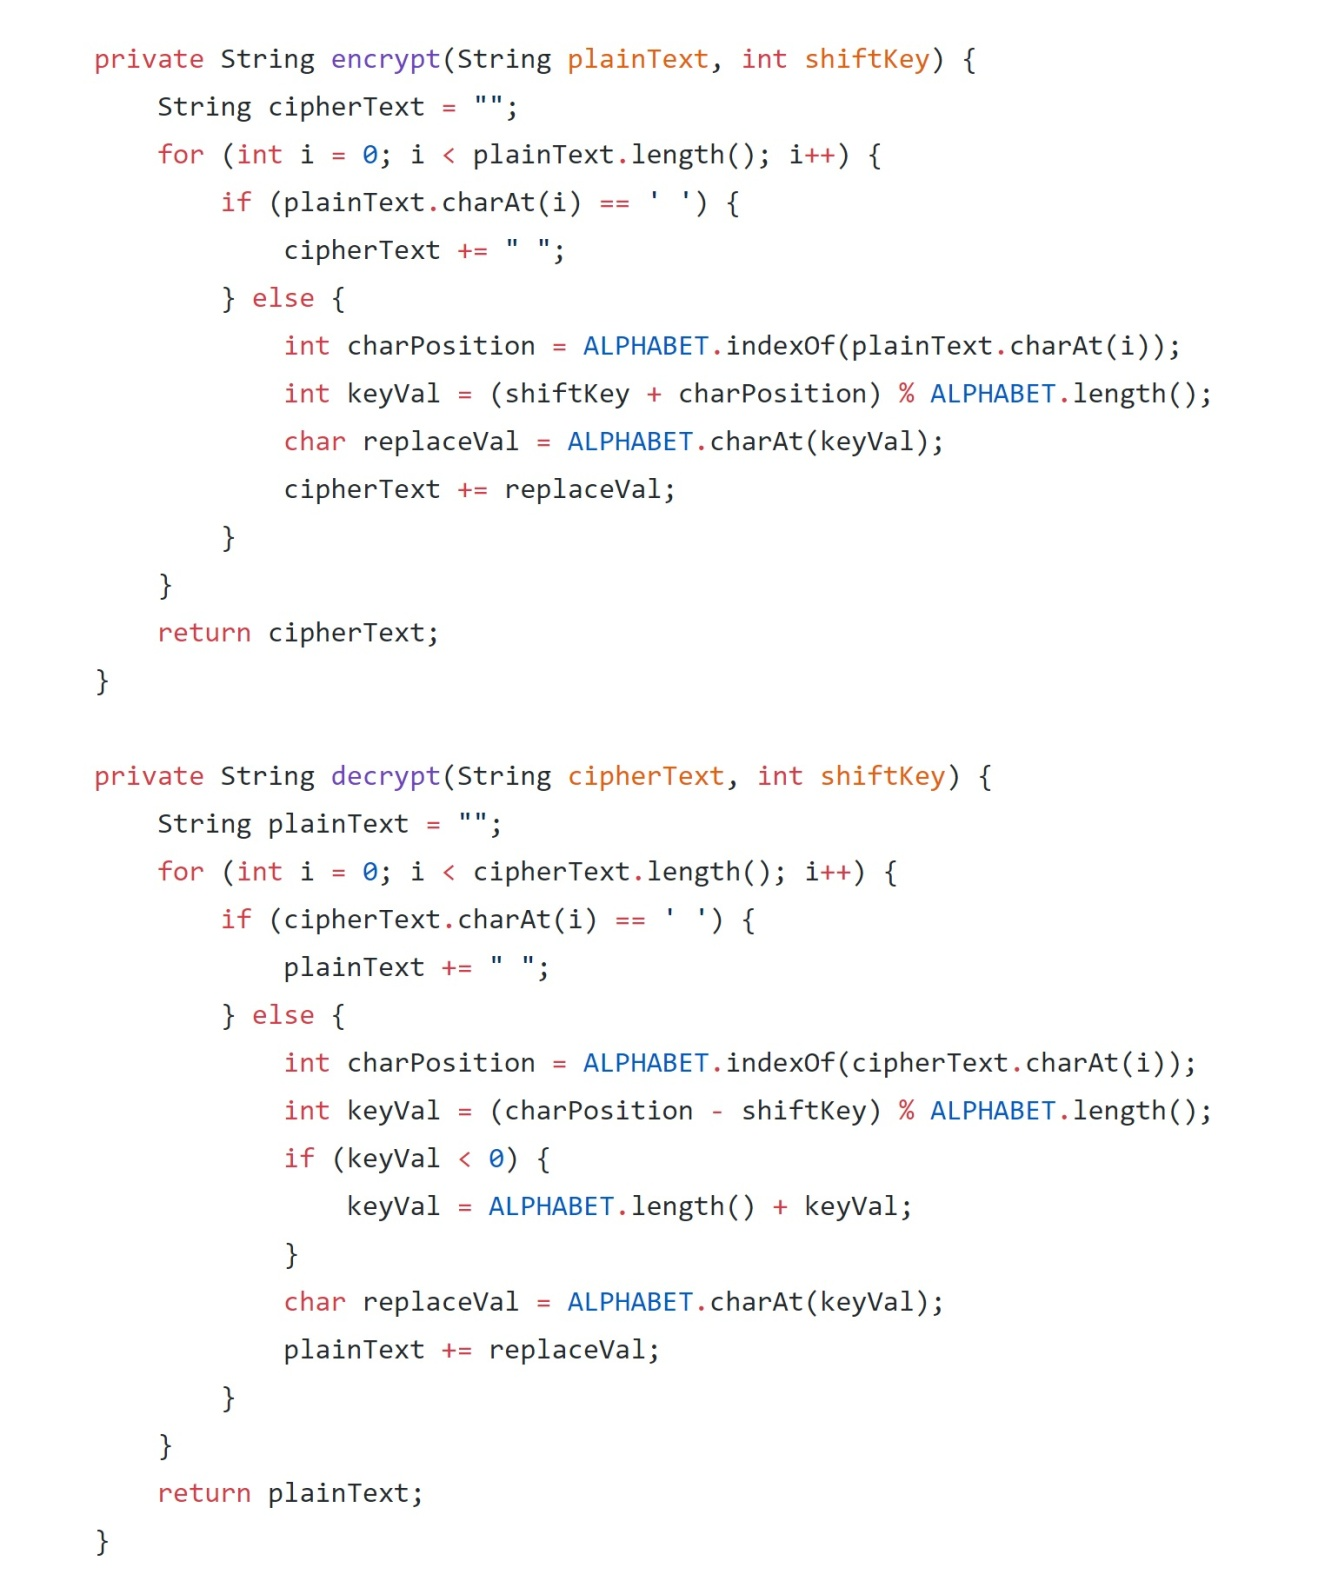 private String encrypt(String plainText, int shiftKey) {
    String cipherText = "";
    for (int i = 0; i < plainText.length(); i++) {
        if (plainText.charAt(i) == ' ') {
            cipherText += " ";
        } else {
            int charPosition = ALPHABET.indexOf(plainText.charAt(i));
            int keyVal = (shiftKey + charPosition) % ALPHABET.length();
            char replaceVal = ALPHABET.charAt(keyVal);
            cipherText += replaceVal;
        }
    }
    return cipherText;
}

private String decrypt(String cipherText, int shiftKey) {
    String plainText = "";
    for (int i = 0; i < cipherText.length(); i++) {
        if (cipherText.charAt(i) == ' ') {
            plainText += " ";
        } else {
            int charPosition = ALPHABET.indexOf(cipherText.charAt(i));
            int keyVal = (charPosition - shiftKey) % ALPHABET.length();
            if (keyVal < 0) {
                keyVal = ALPHABET.length() + keyVal;
            }
            char replaceVal = ALPHABET.charAt(keyVal);
            plainText += replaceVal;
        }
    }
    return plainText;
}